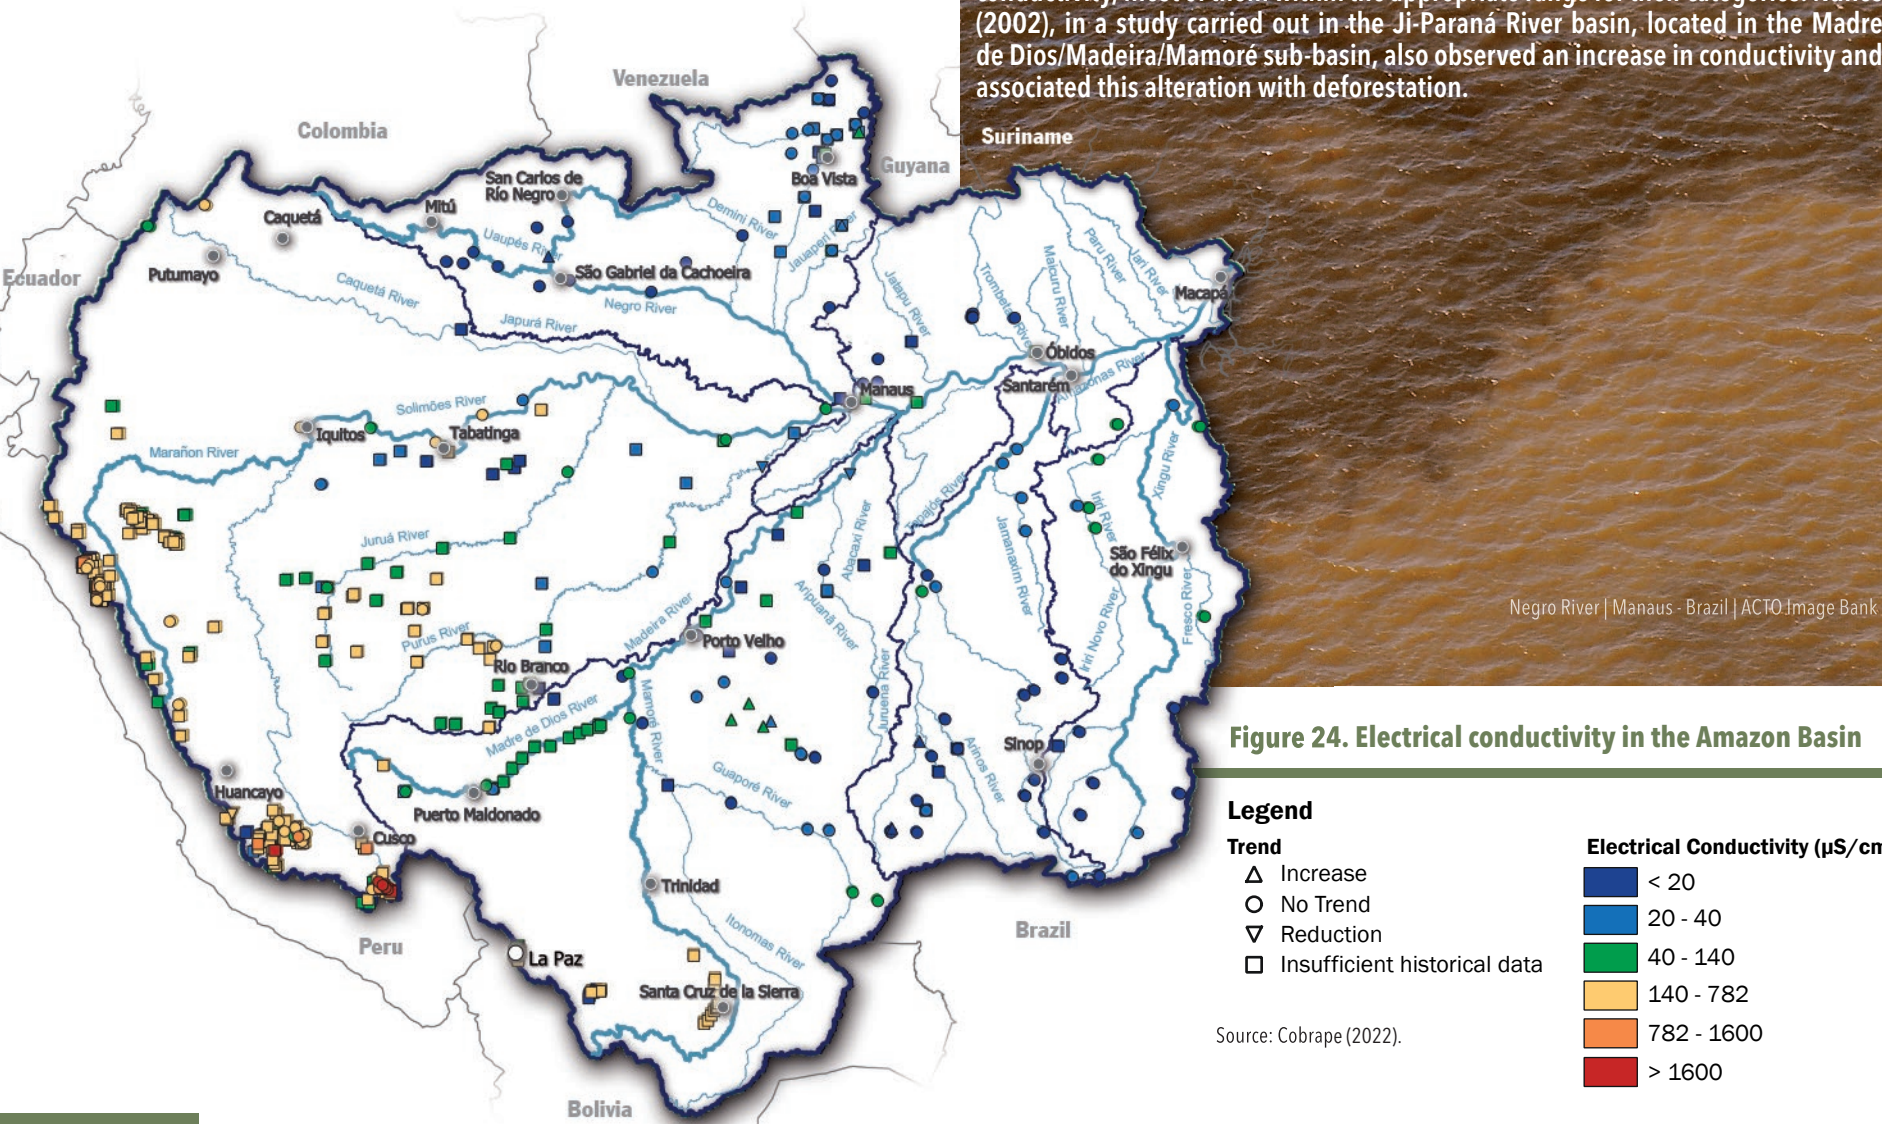 (2002), in a study carried out in the Ji-Paraná River basin, located in the Madre
de Dios/Madeira/Mamoré sub-basin, also observed an increase in conductivity and
associated this alteration with deforestation.
Venezuela
Colombia
Suriname
Guyana
Ecuador
Peru
Bolivia
Brazil
San Carlos de
Río Negro
Mitú
Caquetá
Putumayo
Boa Vista
São Gabriel da Cachoeira
Macapá
Óbidos
Santarém
Manaus
Iquitos
Tabatinga
São Félix
do Xingu
Porto Velho
Rio Branco
Sinop
Huancayo
Puerto Maldonado
Cusco
Trinidad
La Paz
Santa Cruz de la Sierra
Uaupés River
Demini River
Jauaperi River
Caquetá River
Japurá River
Negro River
Jatapu River
Trombetas River
Maicuru River
Paru River
Jari River
Amazonas River
Solimões River
Marañon River
Juruá River
Purus River
Madeira River
Abacaxi River
Aripuanã River
Tapajós River
Jamanaxim River
Iriri River
Iriri Novo River
Xingu River
Fresco River
Juruena River
Arinos River
Mamoré River
Madre de Dios River
Guaporé River
Itonomas River
Negro River | Manaus - Brazil | ACTO Image Bank
Figure 24. Electrical conductivity in the Amazon Basin
Legend
Trend
Increase
No Trend
Reduction
Insufficient historical data
Electrical Conductivity (µS/cm
< 20
20 - 40
40 - 140
140 - 782
782 - 1600
> 1600
Source: Cobrape (2022).